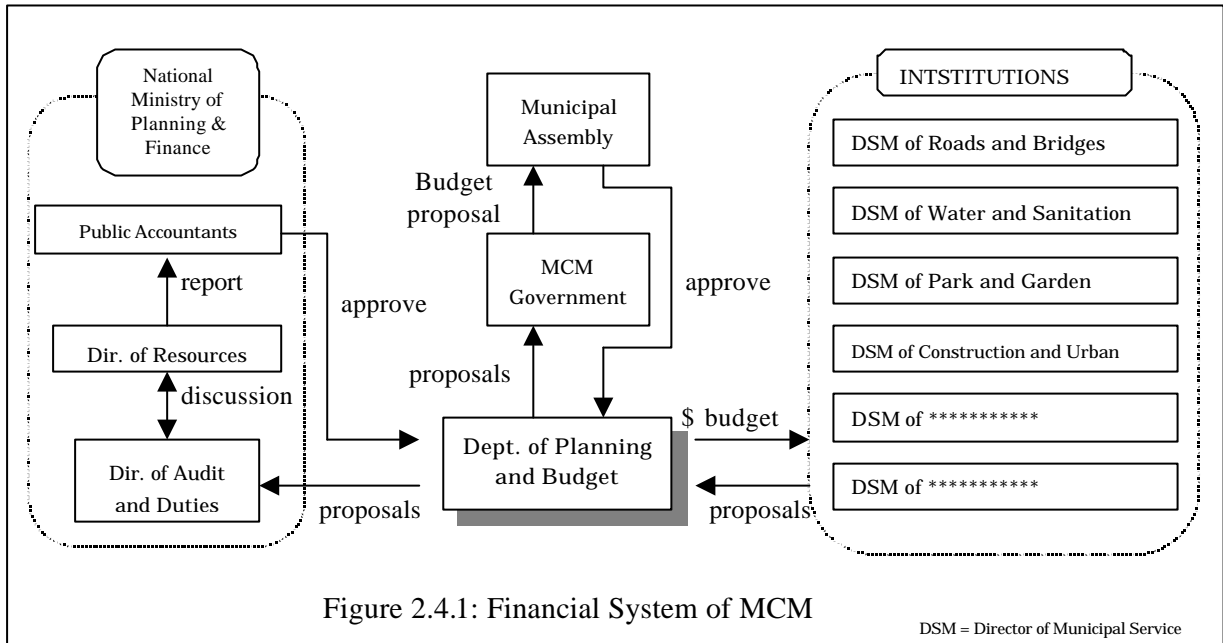 National
Ministry of
Planning &
Finance
Public Accountants
report
Dir. of Resources
discussion
Dir. of Audit
and Duties
approve
proposals
Municipal
Assembly
Budget
proposal
MCM
Government
approve
proposals
Dept. of Planning
and Budget
$ budget
proposals
INTSTITUTIONS
DSM of Roads and Bridges
DSM of Water and Sanitation
DSM of Park and Garden
DSM of Construction and Urban
DSM of ***********
DSM of ***********
Figure 2.4.1: Financial System of MCM
DSM = Director of Municipal Service